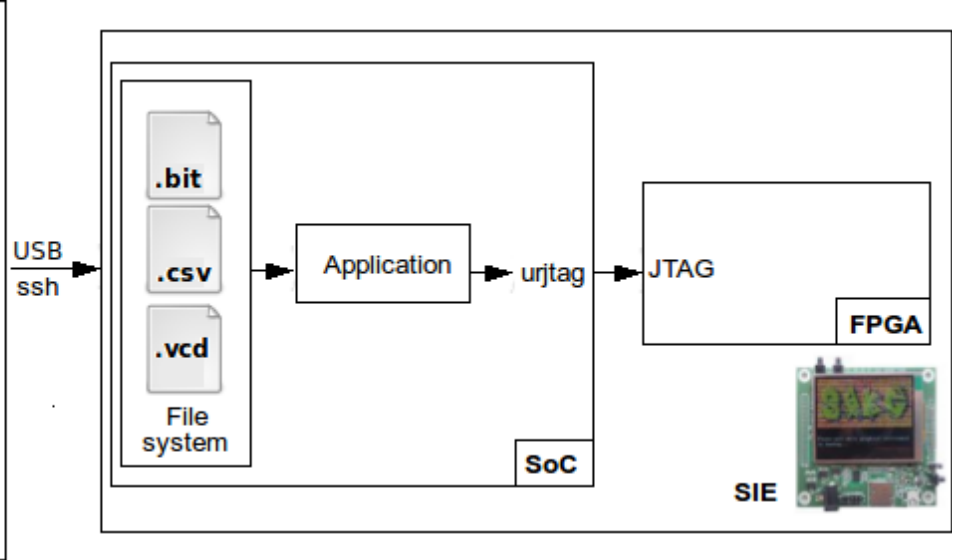 USB
ssh
.bit
.csv
.vcd
File
system
Application
urjtag
JTAG
FPGA
SoC
SIE